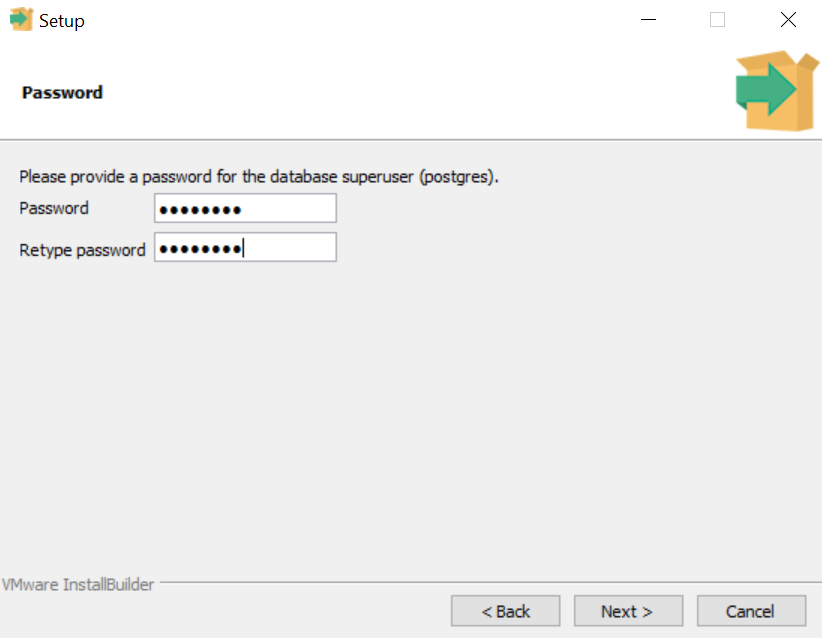 Setup
Password
Please provide a password for the database superuser (postgres).
Password ••••••••
Retype password ••••••••
VMware InstallBuilder
< Back Next > Cancel